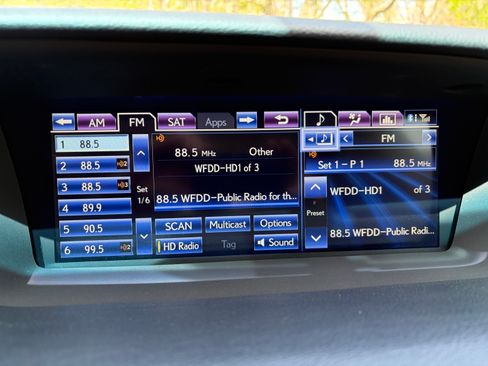 AM FM SAT Apps
1 88.5
2 88.5 2
3 88.5 3
4 89.9
5 90.5
6 99.5 2
Set
1/6
88.5 MHz Other
WFDD-HD1 of 3
88.5 WFDD-Public Radio for th
SCAN Multicast Options
HD Radio Tag Sound
FM
Set 1 - P 1 88.5 MHz
WFDD-HD1 of 3
Preset
88.5 WFDD-Public Radi...